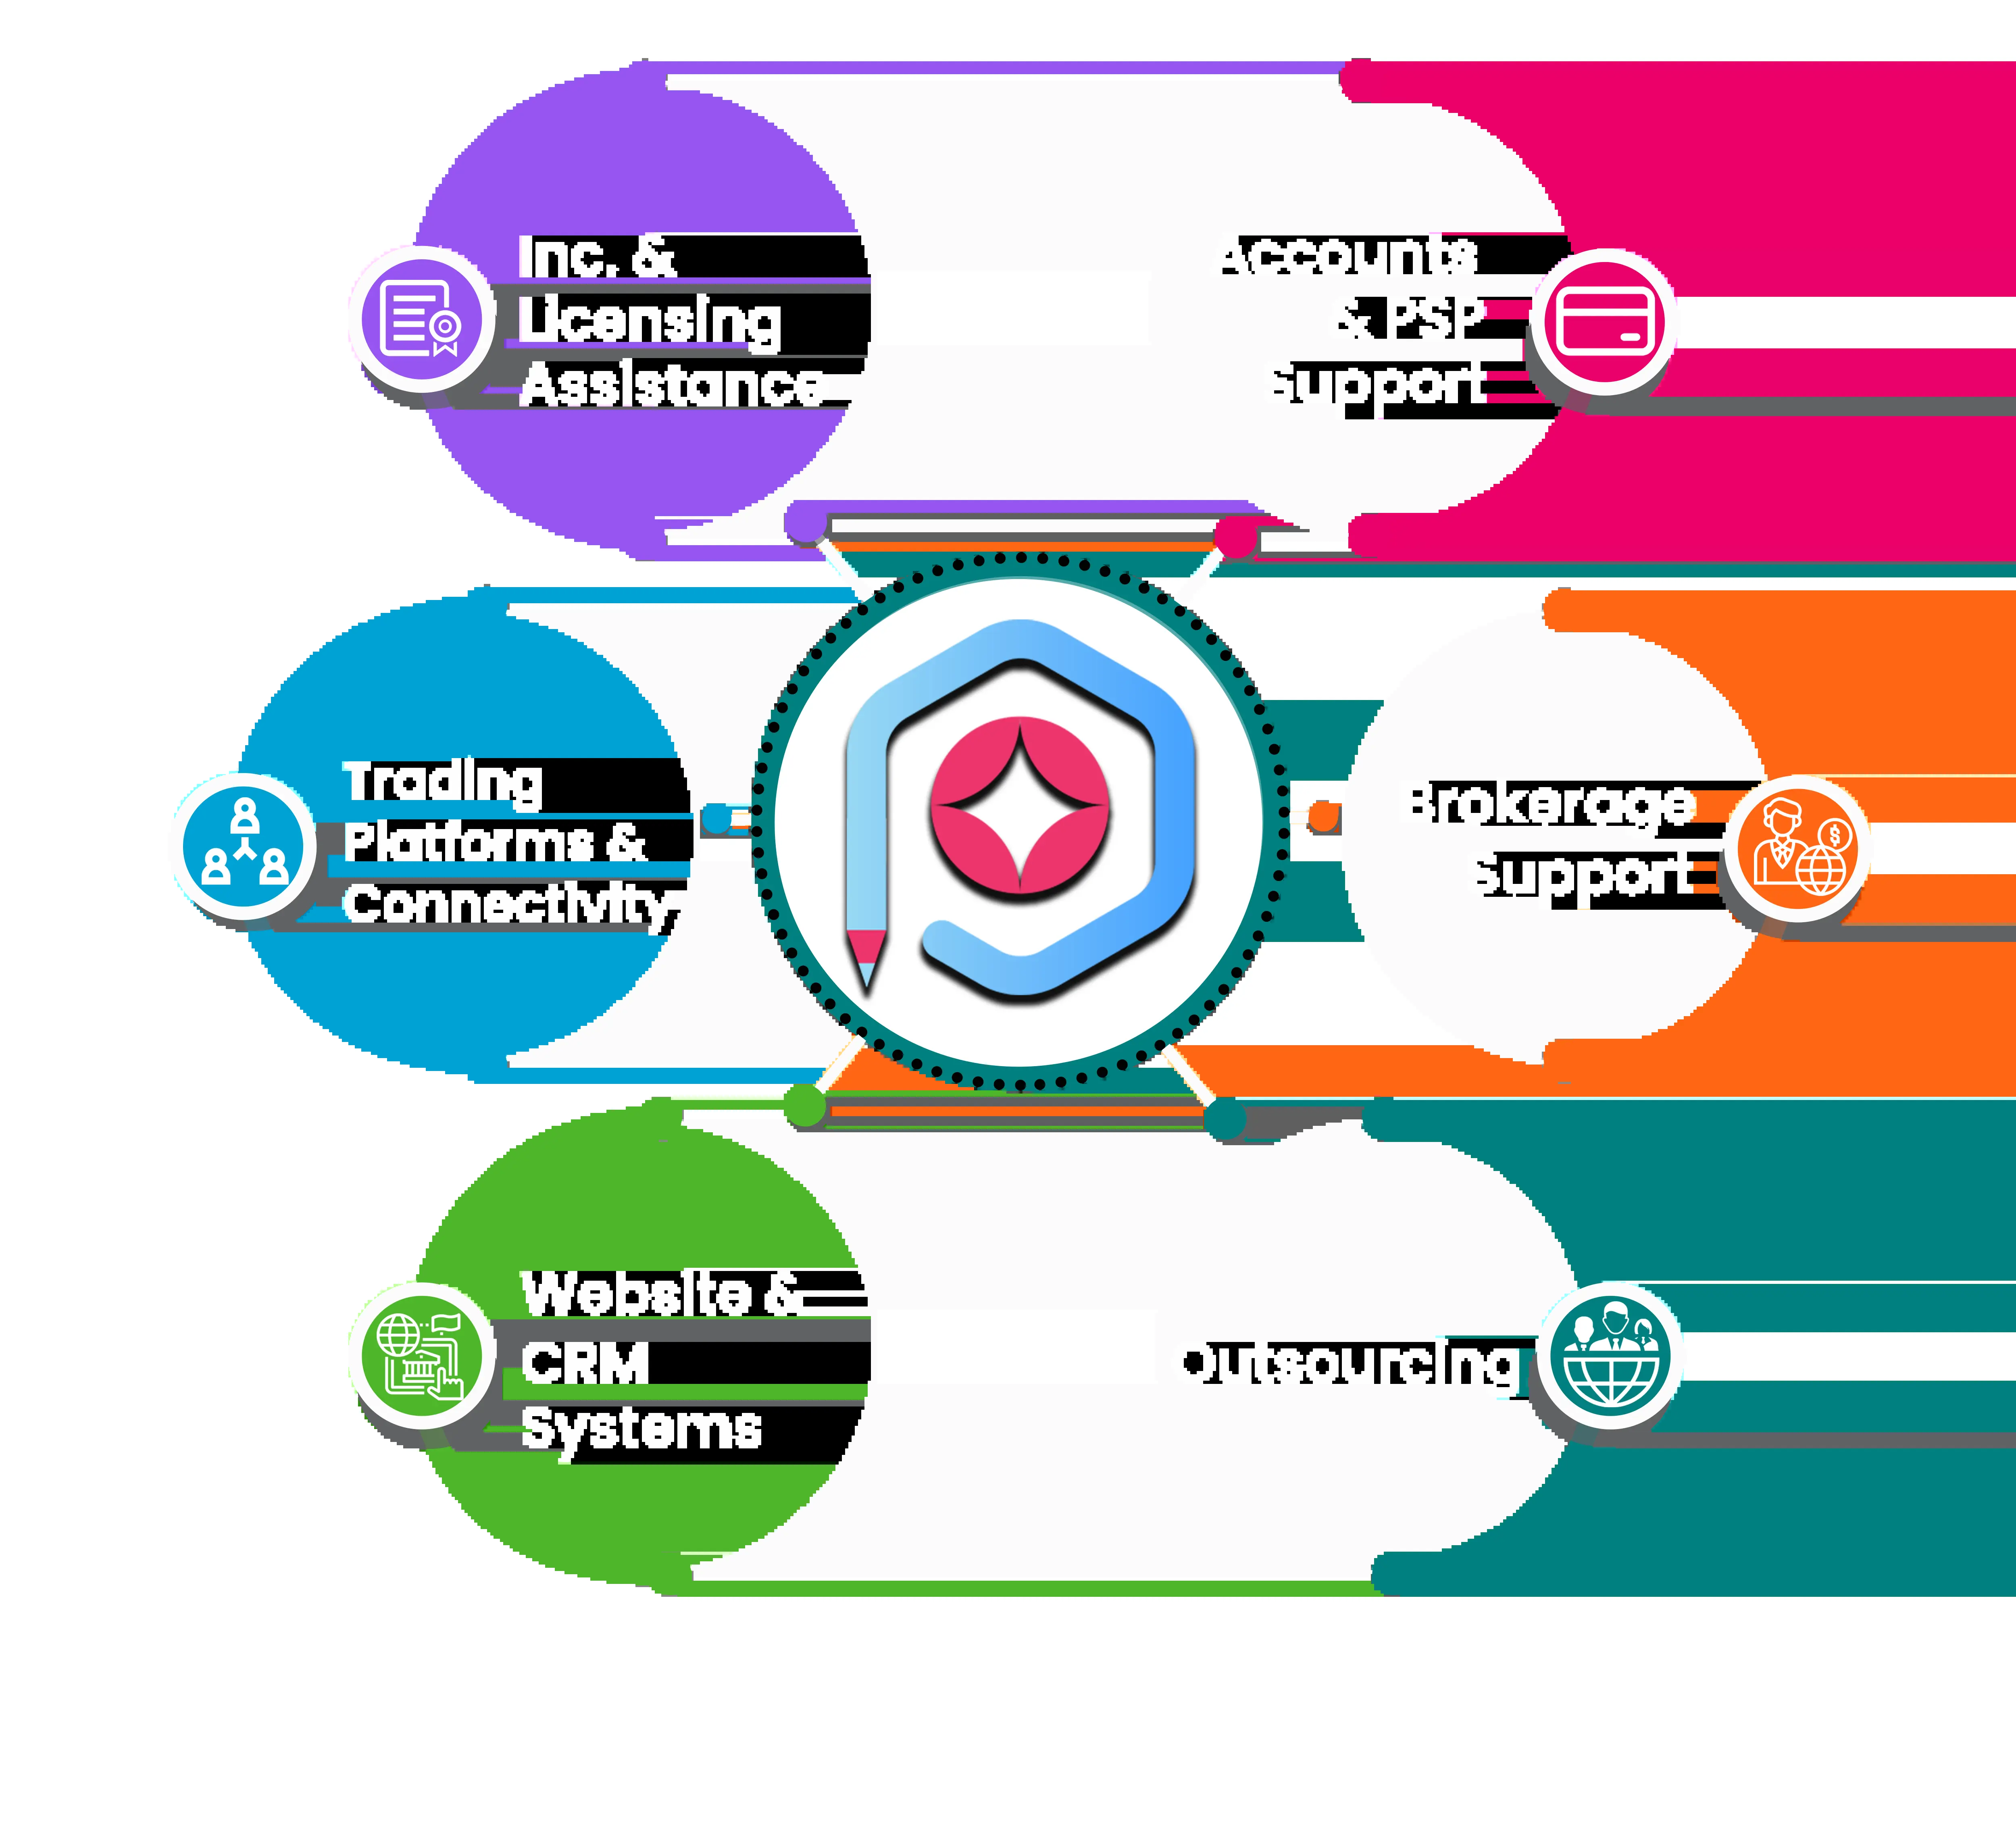 Inc. &
Licensing
Assistance
Accounts
& PSP
Support
Trading
Platforms &
Connectivity
Brokerage
Support
Website &
CRM
Systems
Outsourcing